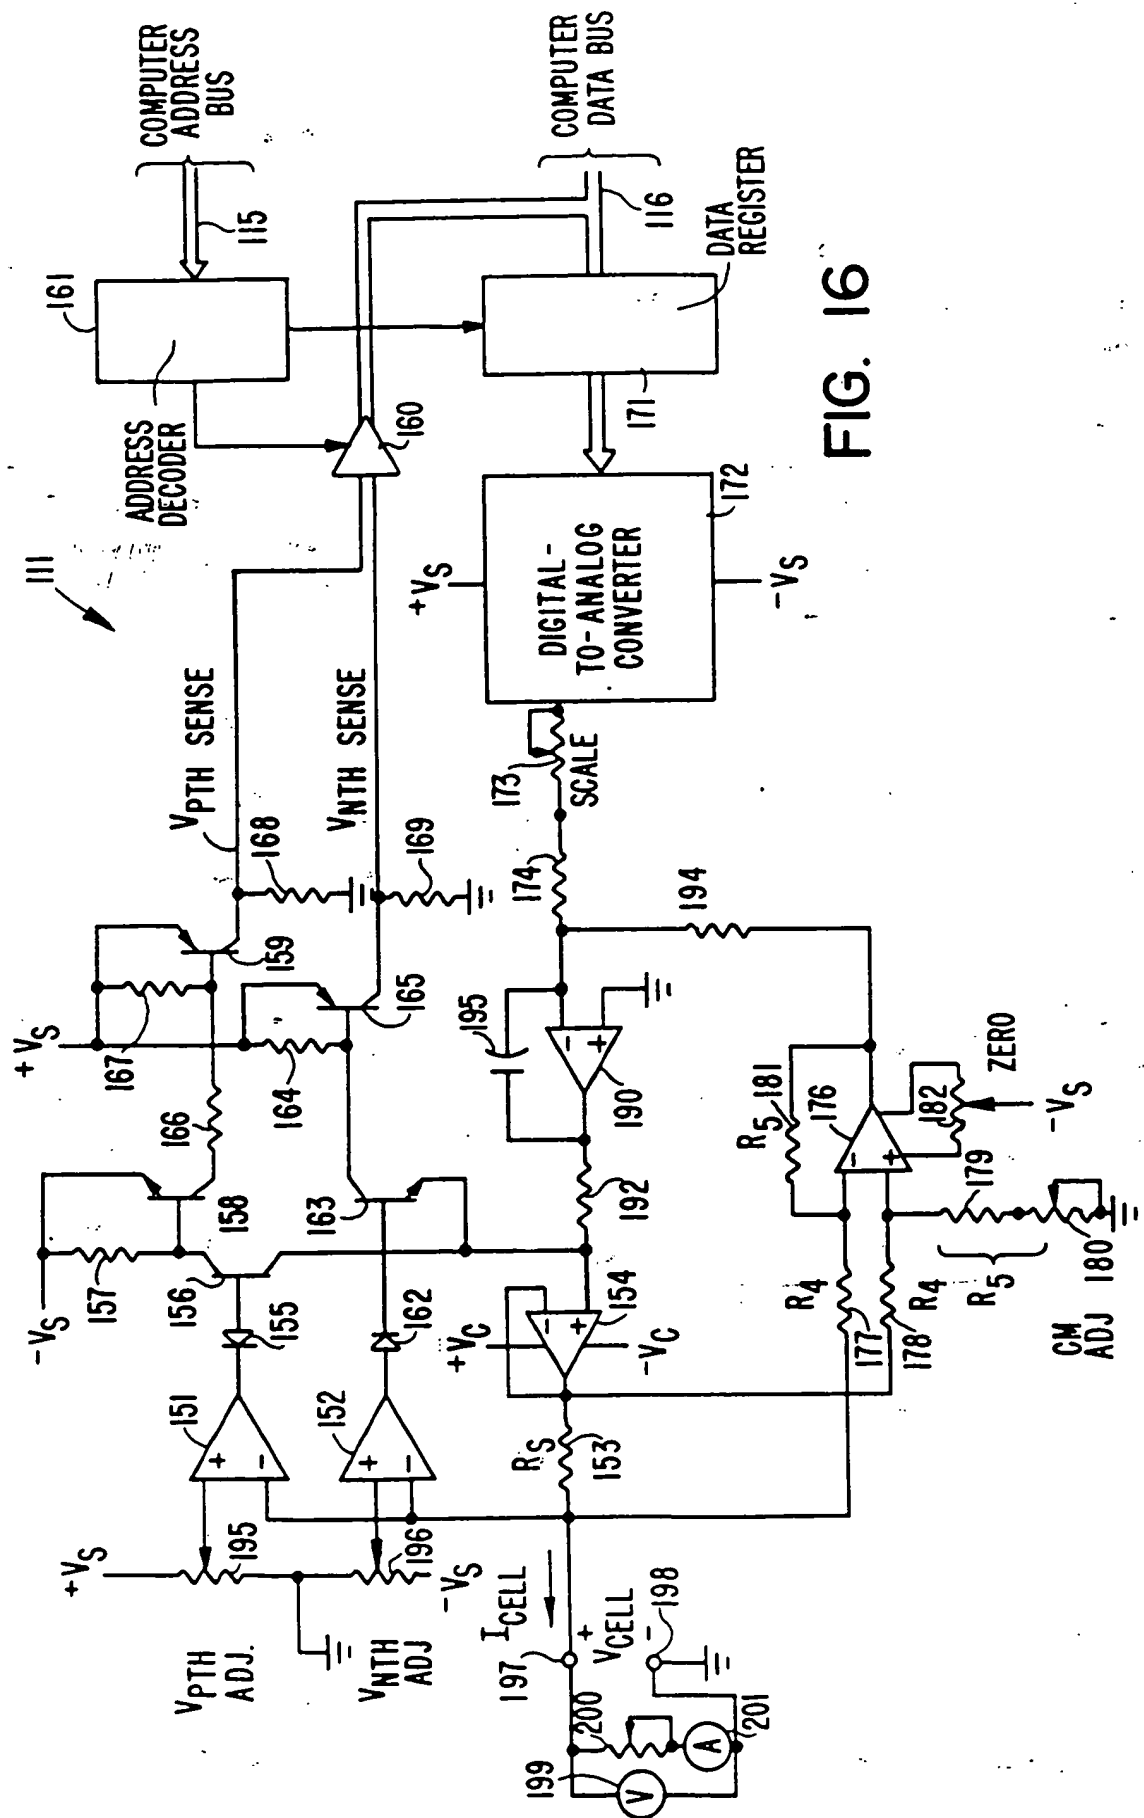 111
COMPUTER
ADDRESS
BUS
115
161
ADDRESS
DECODER
160
COMPUTER
DATA BUS
116
DATA
REGISTER
171
172
DIGITAL-
TO-ANALOG
CONVERTER
+VS
-VS
173
SCALE
174
194
VPTH SENSE
VNTH SENSE
168
169
159
165
+VS
167
164
166
158
163
-VS
157
156
155
162
195
190
192
154
+VC
-VC
151
152
RS
153
+VS
195
196
-VS
VPTH
ADJ.
VNTH
ADJ
ICELL
197
+
VCELL
-
198
199
V
200
A
201
R4
177
R4
178
R5
181
176
182
ZERO
-VS
179
180
R5
CM
ADJ
FIG. 16